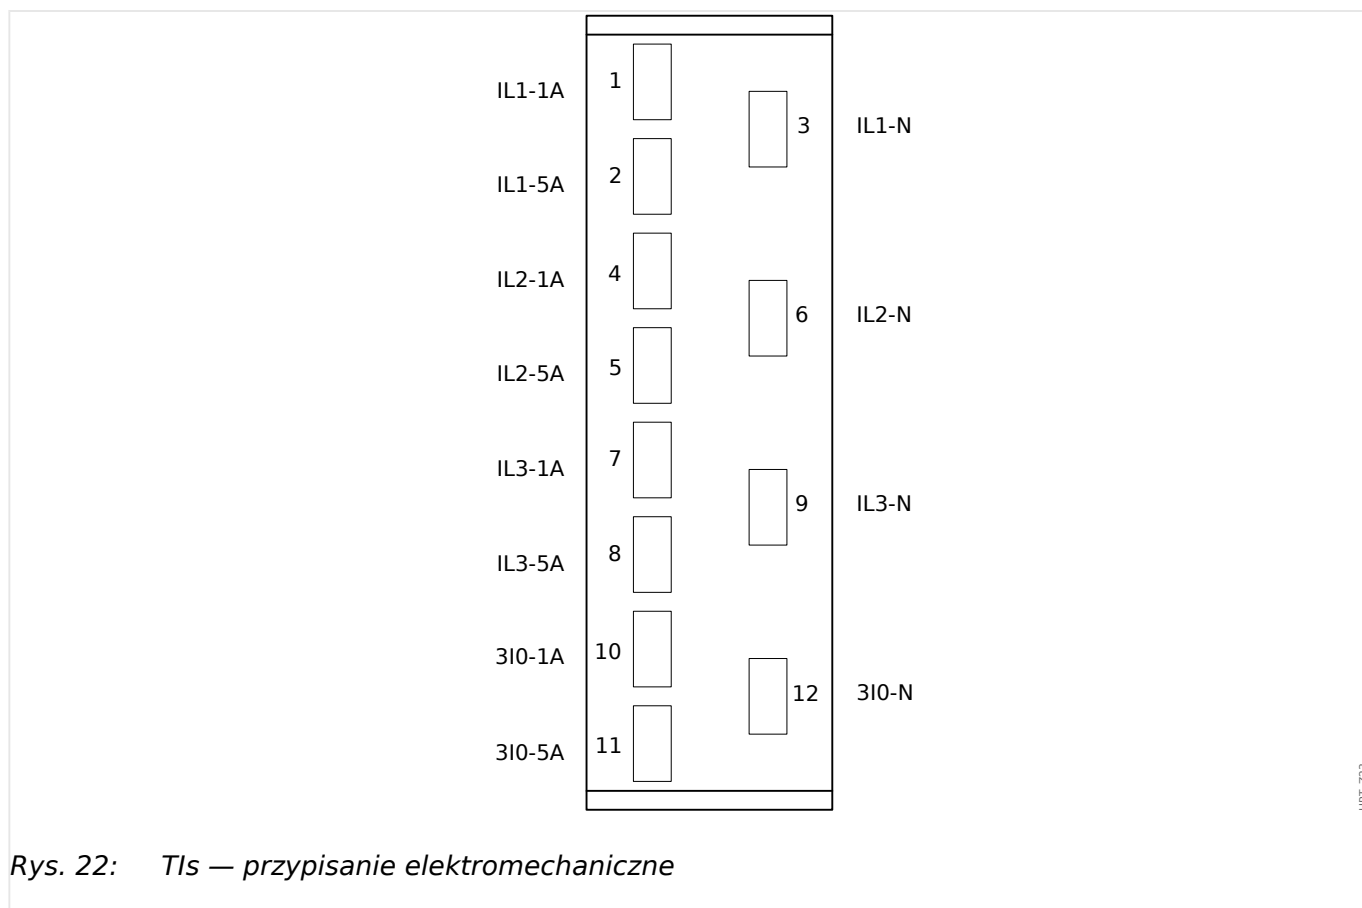 IL1-1A 1
3 IL1-N
IL1-5A 2
IL2-1A 4
6 IL2-N
IL2-5A 5
IL3-1A 7
9 IL3-N
IL3-5A 8
3I0-1A 10
12 3I0-N
3I0-5A 11
Rys. 22: TIs — przypisanie elektromechaniczne